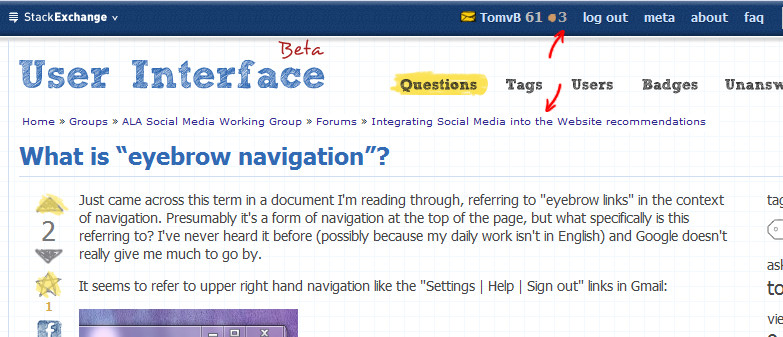 StackExchange TomvB 61 3 log out meta about faq
Beta
User Interface
Questions Tags Users Badges
Home » Groups » ALA Social Media Working Group » Forums » Integrating Social Media into the Website recommendations
What is “eyebrow navigation”?
Just came across this term in a document I'm reading through, referring to "eyebrow links" in the context
of navigation. Presumably it's a form of navigation at the top of the page, but what specifically is this
referring to? I've never heard it before (possibly because my daily work isn't in English) and Google doesn't
really give me much to go by.
2
It seems to refer to upper right hand navigation like the "Settings | Help | Sign out" links in Gmail:
1